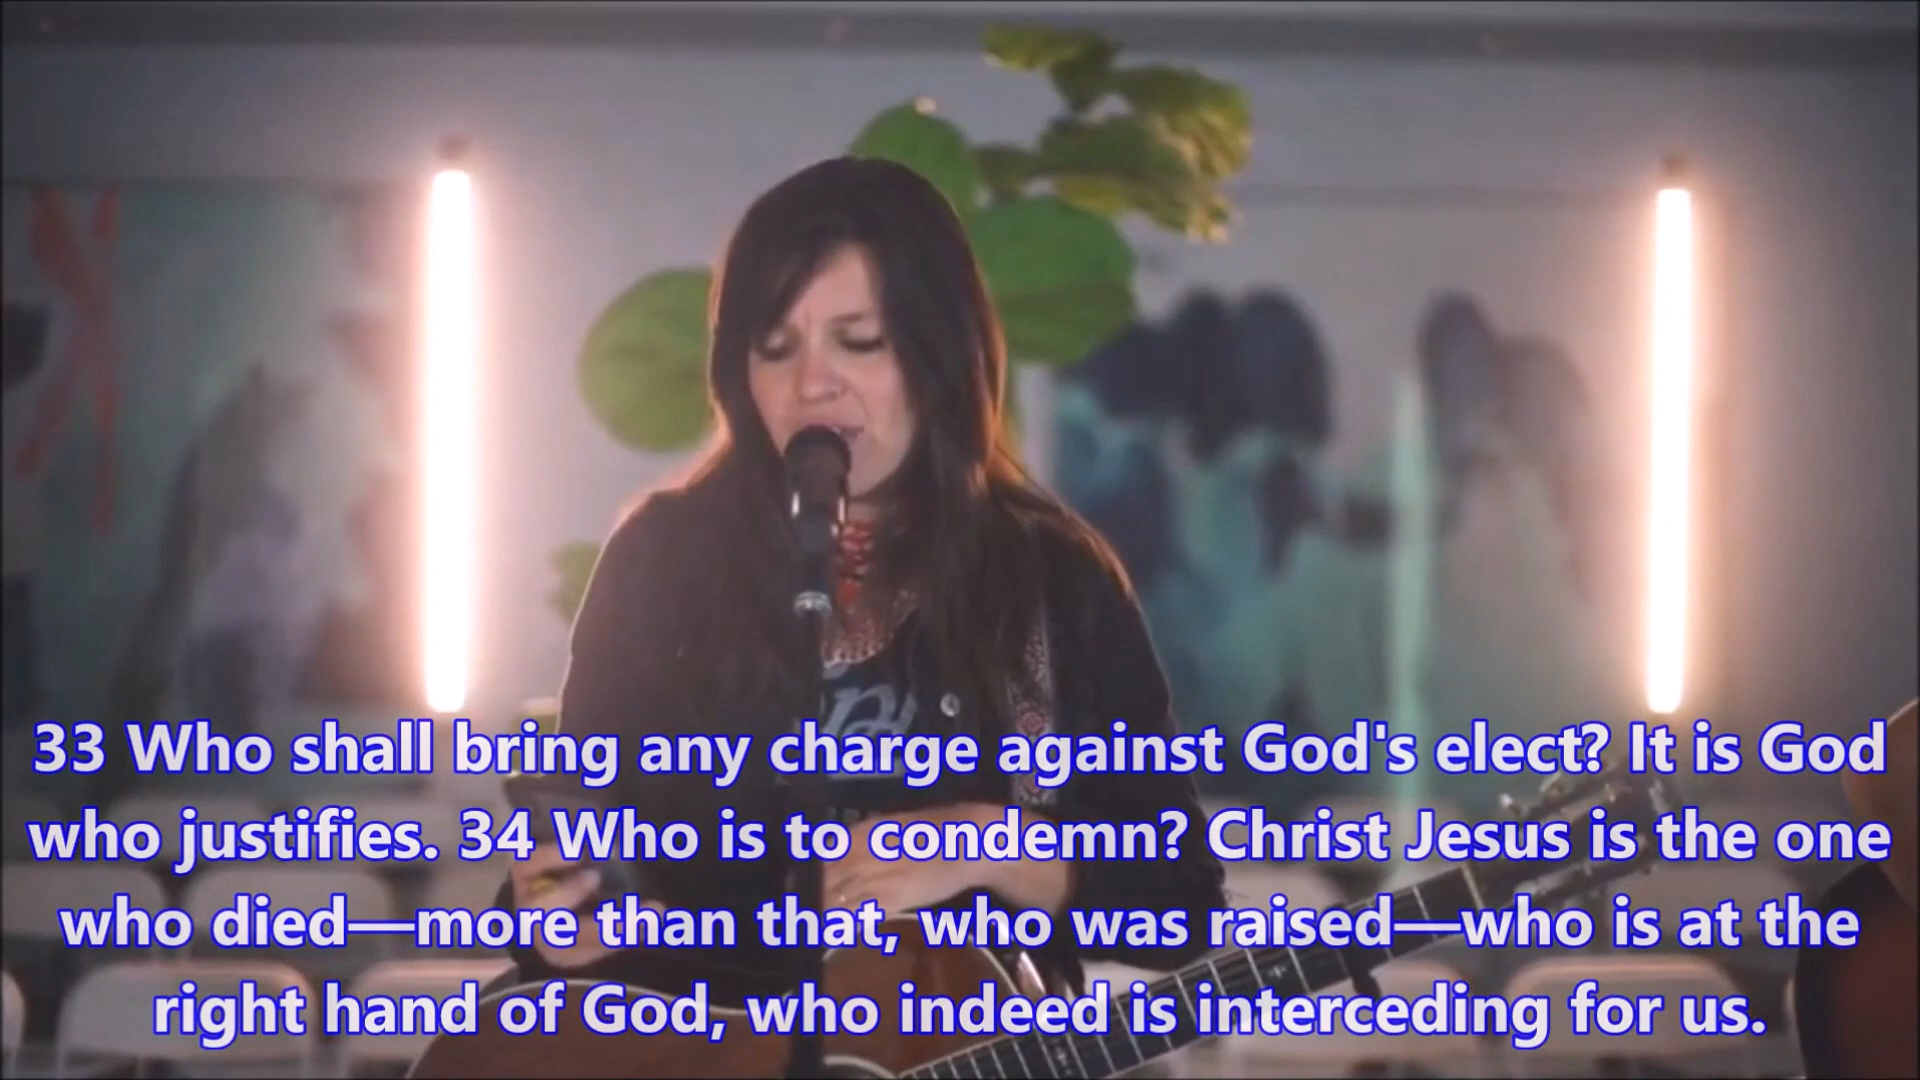 33 Who shall bring any charge against God's elect? It is God
who justifies. 34 Who is to condemn? Christ Jesus is the one
who died—more than that, who was raised—who is at the
right hand of God, who indeed is interceding for us.